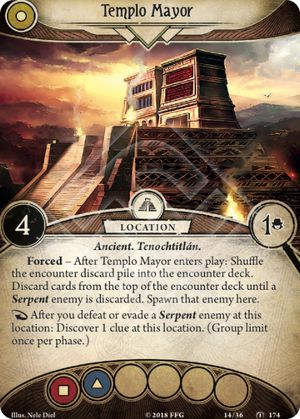 Templo Mayor
4
LOCATION
1
Ancient. Tenochtitlán.
Forced – After Templo Mayor enters play: Shuffle
the encounter discard pile into the encounter deck.
Discard cards from the top of the encounter deck until a
Serpent enemy is discarded. Spawn that enemy here.
After you defeat or evade a Serpent enemy at this
location: Discover 1 clue at this location. (Group limit
once per phase.)
Illus. Nele Diel
© 2018 FFG
14/36
174